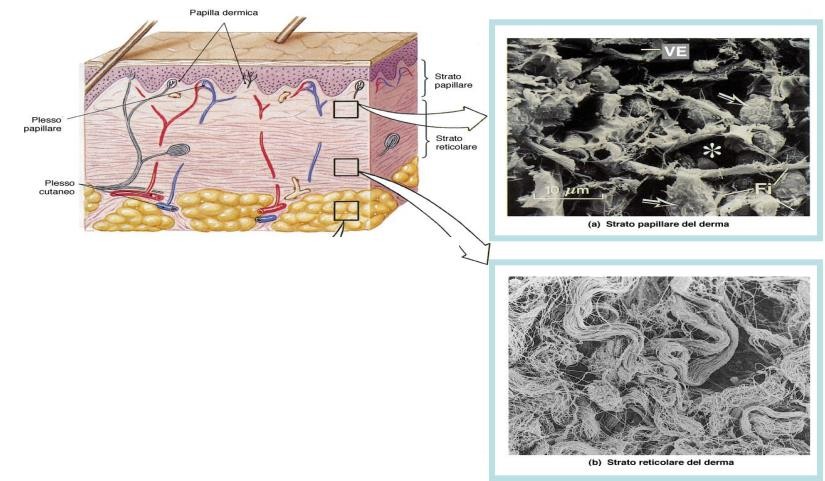 Papilla dermica
Strato
papillare
Strato
reticolare
Plesso
papillare
Plesso
cutaneo
VE
*
10 µm
Fi
(a) Strato papillare del derma
(b) Strato reticolare del derma